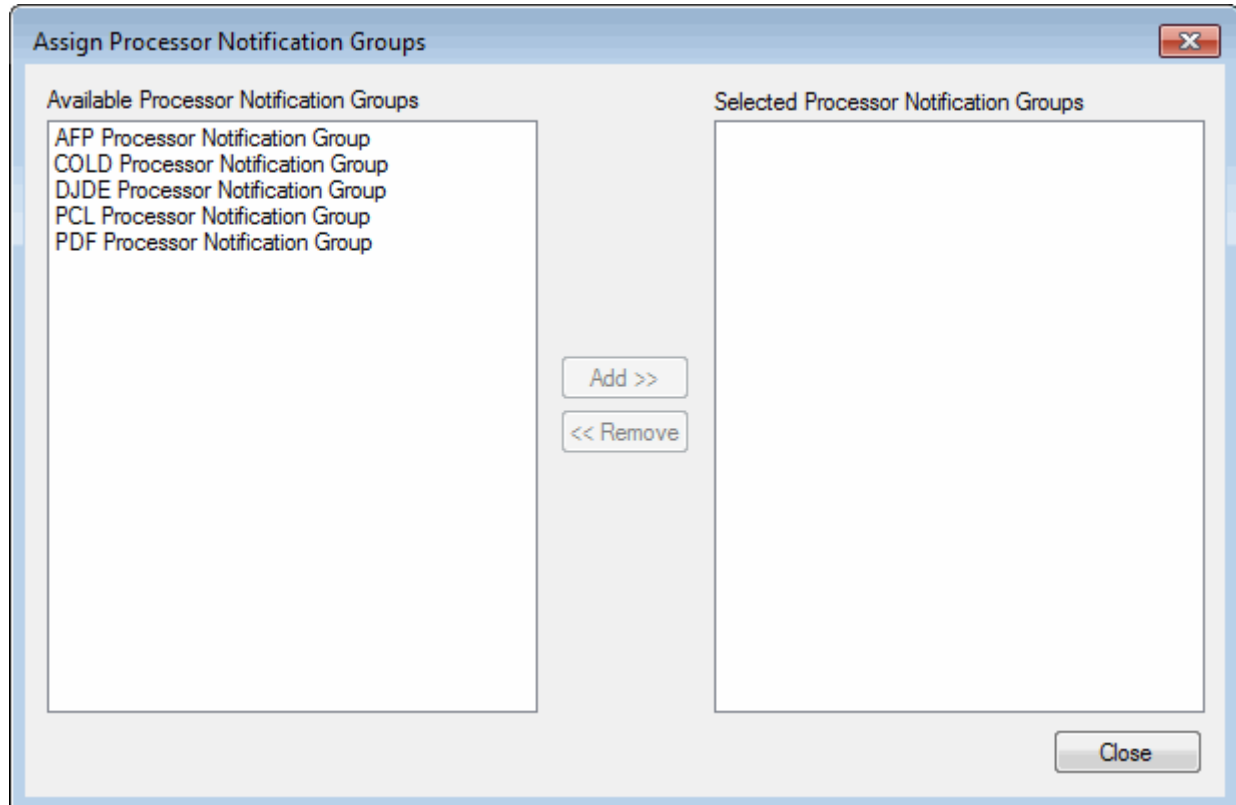 Assign Processor Notification Groups
Available Processor Notification Groups
AFP Processor Notification Group
COLD Processor Notification Group
DJDE Processor Notification Group
PCL Processor Notification Group
PDF Processor Notification Group
Add >>
<< Remove
Selected Processor Notification Groups
Close